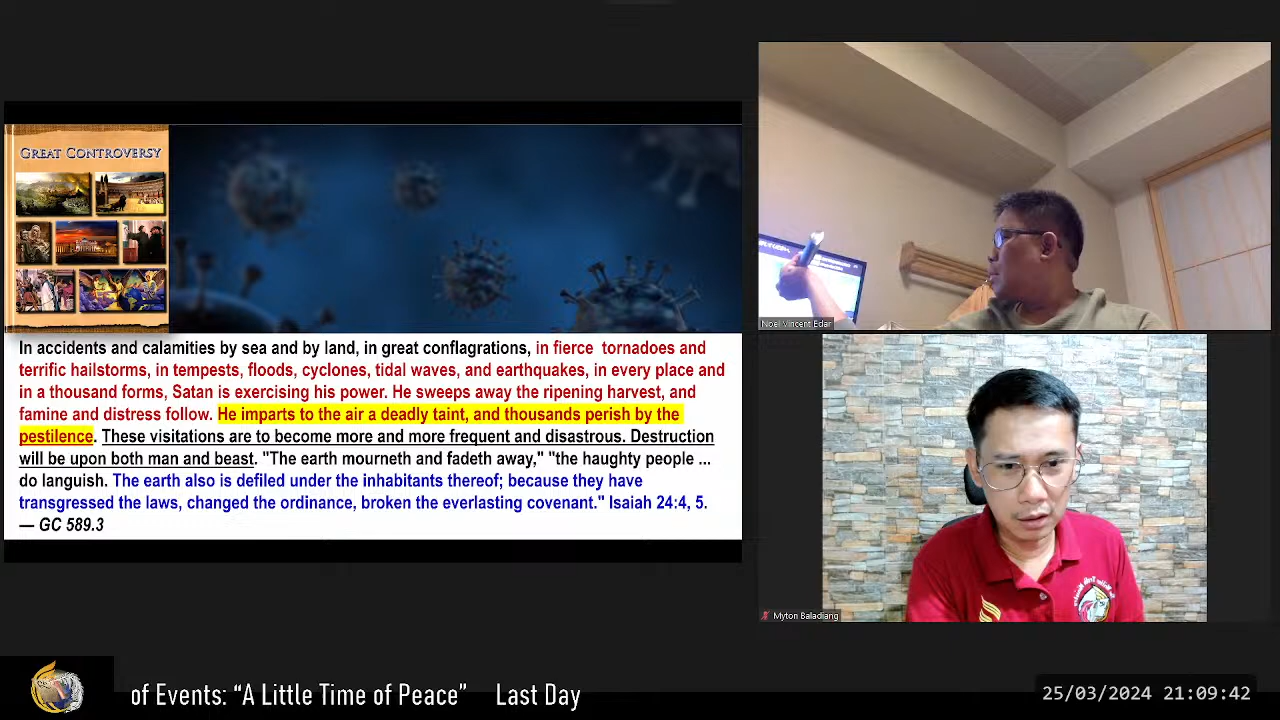 GREAT CONTROVERSY
In accidents and calamities by sea and by land, in great conflagrations, in fierce tornadoes and
terrific hailstorms, in tempests, floods, cyclones, tidal waves, and earthquakes, in every place and
in a thousand forms, Satan is exercising his power. He sweeps away the ripening harvest, and
famine and distress follow. He imparts to the air a deadly taint, and thousands perish by the
pestilence. These visitations are to become more and more frequent and disastrous. Destruction
will be upon both man and beast. "The earth mourneth and fadeth away," "the haughty people ...
do languish. The earth also is defiled under the inhabitants thereof; because they have
transgressed the laws, changed the ordinance, broken the everlasting covenant." Isaiah 24:4, 5.
— GC 589.3
Noel Vincent Edar
Myton Baladiang
of Events: “A Little Time of Peace” Last Day
25/03/2024 21:09:42